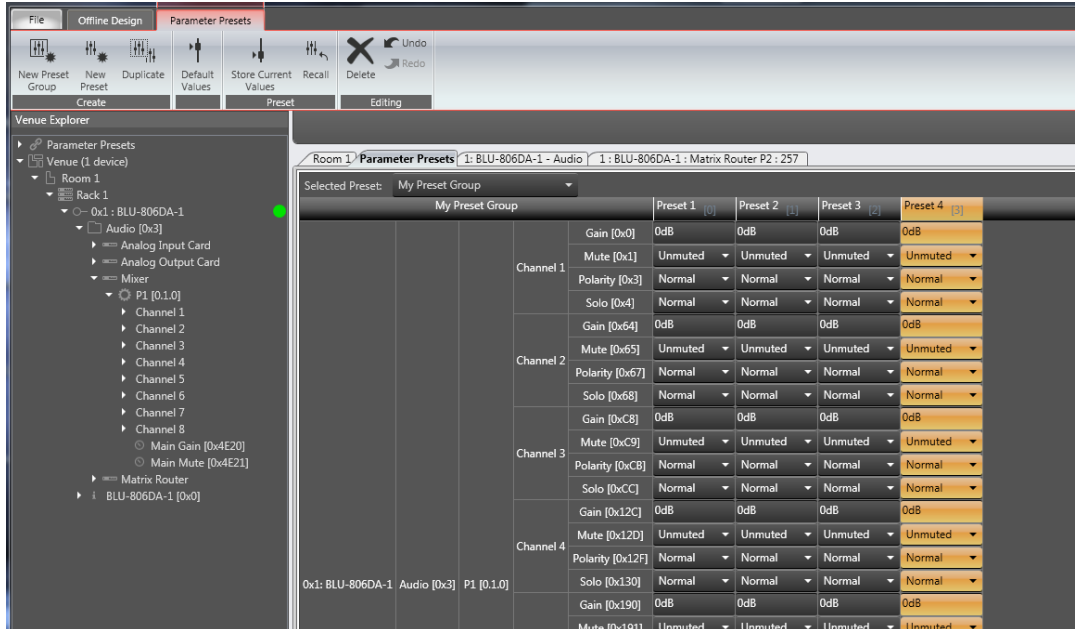 File Offline Design Parameter Presets
New Preset Group New Preset Duplicate Default Values Store Current Values Recall Delete Undo Redo
Create Preset Editing
Venue Explorer
Parameter Presets
Venue (1 device)
Room 1
Rack 1
0x1 : BLU-806DA-1
Audio [0x3]
Analog Input Card
Analog Output Card
Mixer
P1 [0.1.0]
Channel 1
Channel 2
Channel 3
Channel 4
Channel 5
Channel 6
Channel 7
Channel 8
Main Gain [0x4E20]
Main Mute [0x4E21]
Matrix Router
BLU-806DA-1 [0x0]
Room 1 Parameter Presets 1: BLU-806DA-1 - Audio 1 : BLU-806DA-1 : Matrix Router P2 : 257
Selected Preset: My Preset Group
My Preset Group Preset 1 [0] Preset 2 [1] Preset 3 [2] Preset 4 [3]
0x1: BLU-806DA-1 Audio [0x3] P1 [0.1.0]
Channel 1
Gain [0x0] 0dB 0dB 0dB 0dB
Mute [0x1] Unmuted Unmuted Unmuted Unmuted
Polarity [0x3] Normal Normal Normal Normal
Solo [0x4] Normal Normal Normal Normal
Channel 2
Gain [0x64] 0dB 0dB 0dB 0dB
Mute [0x65] Unmuted Unmuted Unmuted Unmuted
Polarity [0x67] Normal Normal Normal Normal
Solo [0x68] Normal Normal Normal Normal
Channel 3
Gain [0xC8] 0dB 0dB 0dB 0dB
Mute [0xC9] Unmuted Unmuted Unmuted Unmuted
Polarity [0xCB] Normal Normal Normal Normal
Solo [0xCC] Normal Normal Normal Normal
Channel 4
Gain [0x12C] 0dB 0dB 0dB 0dB
Mute [0x12D] Unmuted Unmuted Unmuted Unmuted
Polarity [0x12F] Normal Normal Normal Normal
Solo [0x130] Normal Normal Normal Normal
Gain [0x190] 0dB 0dB 0dB 0dB
Mute [0x191] Unmuted Unmuted Unmuted Unmuted